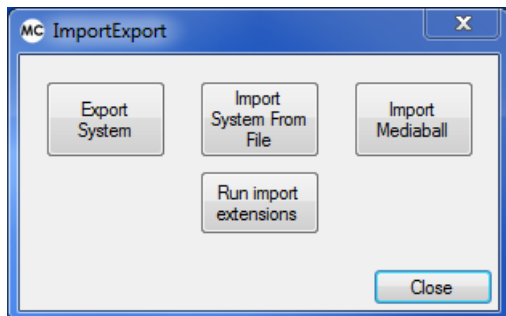 MC ImportExport
X
Export
System
Import
System From
File
Import
Mediaball
Run import
extensions
Close